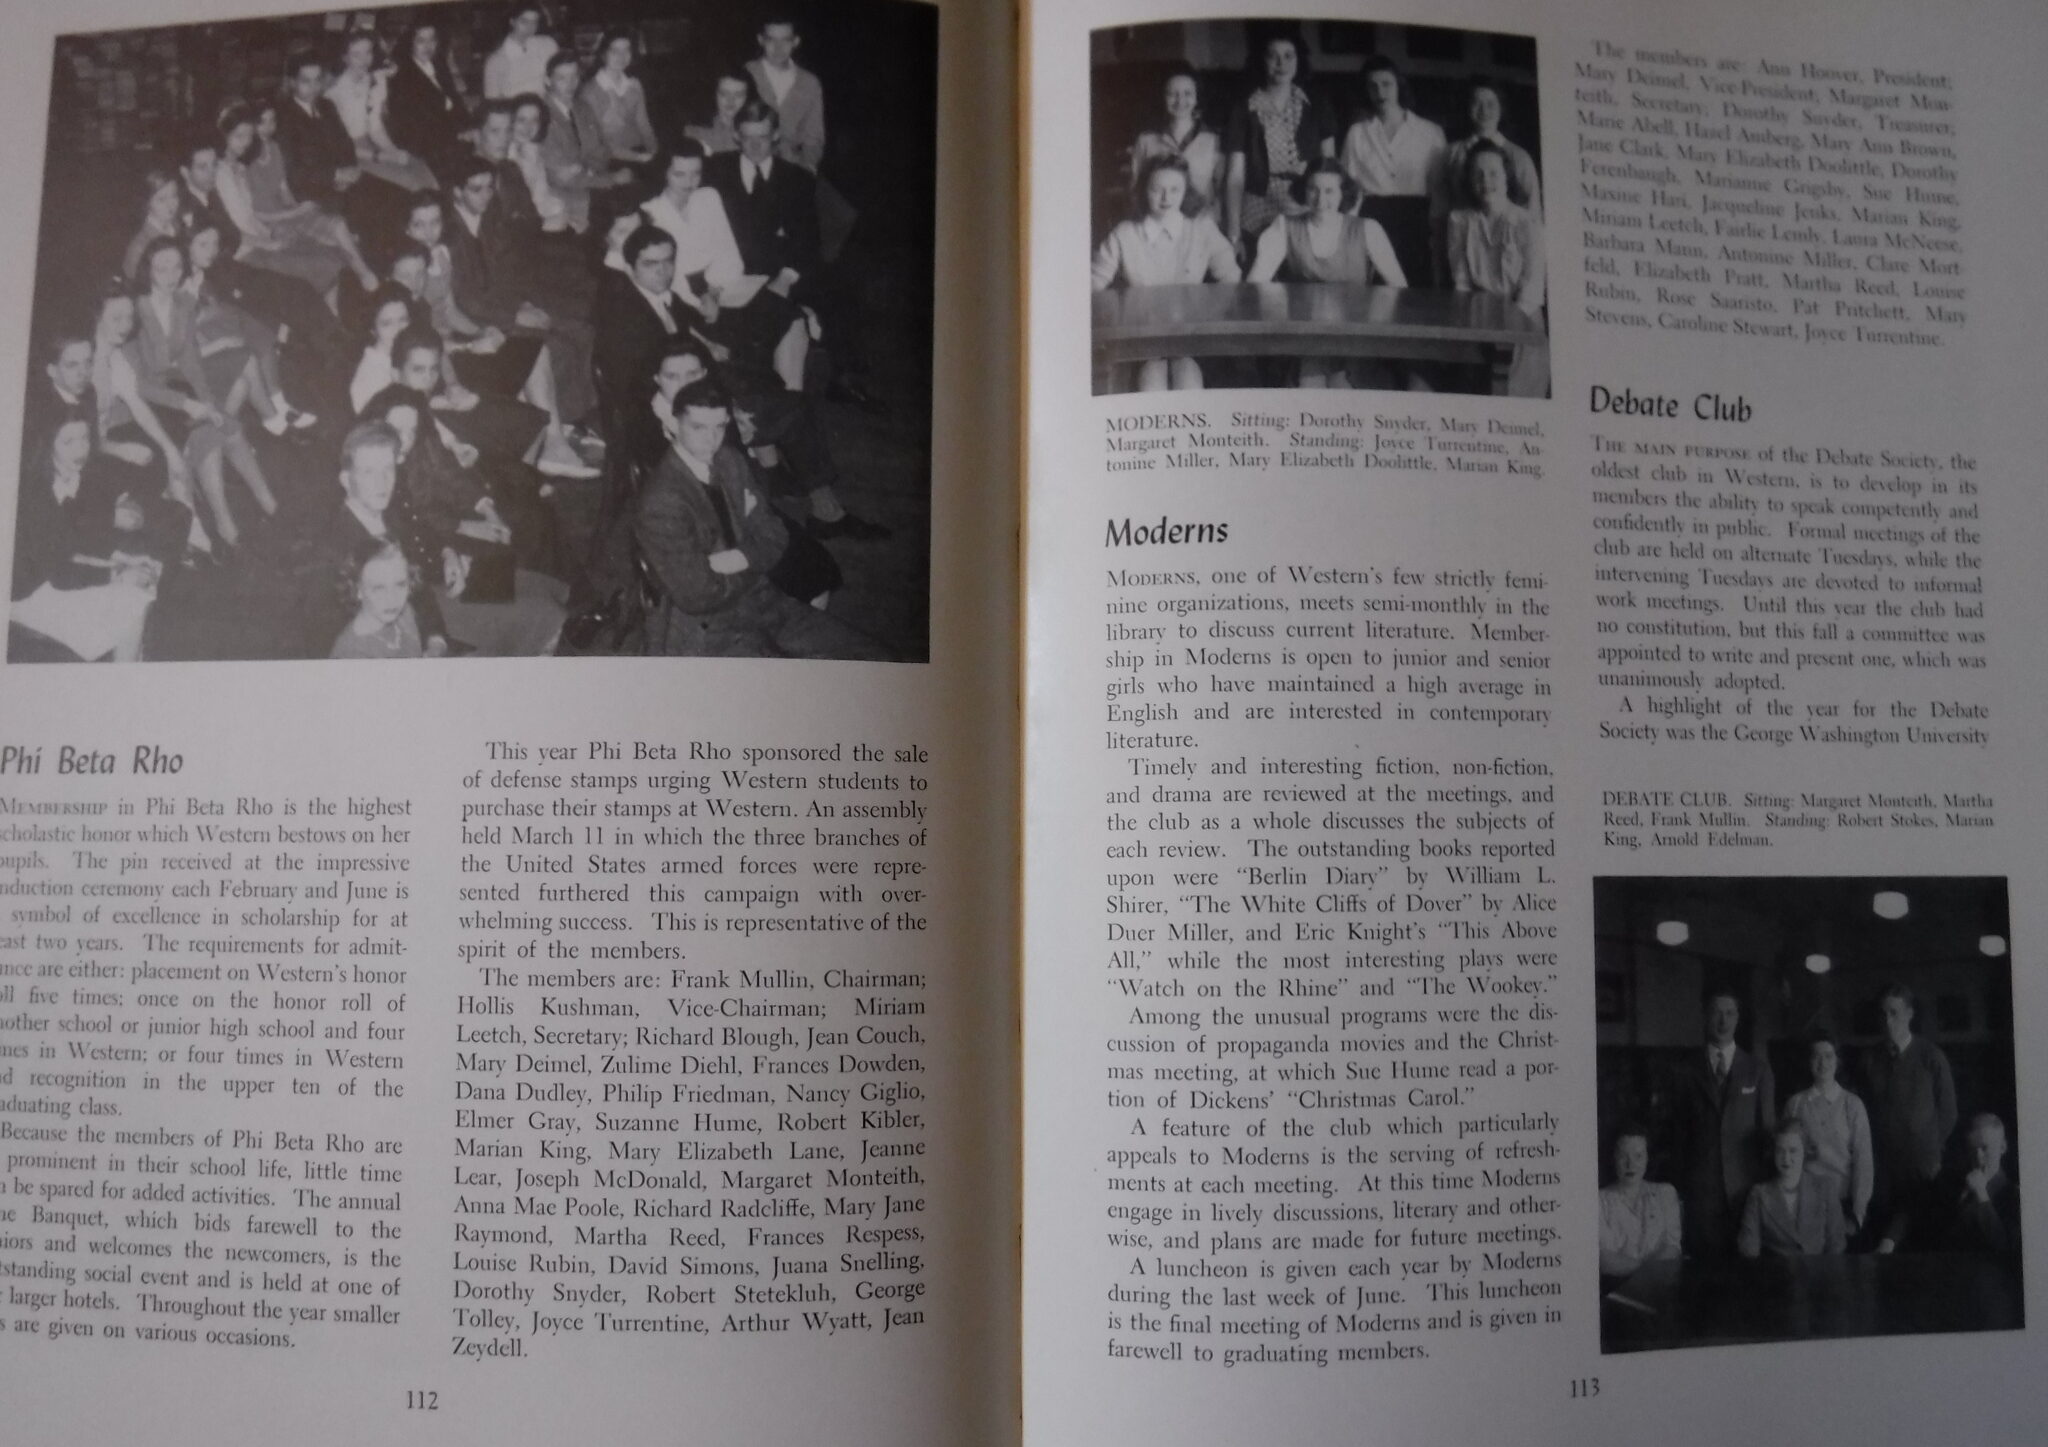 Phi Beta Rho
MEMBERSHIP in Phi Beta Rho is the highest
scholastic honor which Western bestows on her
pupils. The pin received at the impressive
induction ceremony each February and June is
symbol of excellence in scholarship for at
east two years. The requirements for admit-
ance are either: placement on Western's honor
oll five times; once on the honor roll of
nother school or junior high school and four
mes in Western; or four times in Western
nd recognition in the upper ten of the
aduating class.
Because the members of Phi Beta Rho are
prominent in their school life, little time
n be spared for added activities. The annual
ne Banquet, which bids farewell to the
niors and welcomes the newcomers, is the
tstanding social event and is held at one of
larger hotels. Throughout the year smaller
s are given on various occasions.
This year Phi Beta Rho sponsored the sale
of defense stamps urging Western students to
purchase their stamps at Western. An assembly
held March 11 in which the three branches of
the United States armed forces were repre-
sented furthered this campaign with over-
whelming success. This is representative of the
spirit of the members.
The members are: Frank Mullin, Chairman;
Hollis Kushman, Vice-Chairman; Miriam
Leetch, Secretary; Richard Blough, Jean Couch,
Mary Deimel, Zulime Diehl, Frances Dowden,
Dana Dudley, Philip Friedman, Nancy Giglio,
Elmer Gray, Suzanne Hume, Robert Kibler,
Marian King, Mary Elizabeth Lane, Jeanne
Lear, Joseph McDonald, Margaret Monteith,
Anna Mae Poole, Richard Radcliffe, Mary Jane
Raymond, Martha Reed, Frances Respess,
Louise Rubin, David Simons, Juana Snelling,
Dorothy Snyder, Robert Stetekluh, George
Tolley, Joyce Turrentine, Arthur Wyatt, Jean
Zeydell.
112
MODERNS. Sitting: Dorothy Snyder, Mary Deimel,
Margaret Monteith. Standing: Joyce Turrentine, An-
tonine Miller, Mary Elizabeth Doolittle, Marian King.
Moderns
MODERNS, one of Western's few strictly femi-
nine organizations, meets semi-monthly in the
library to discuss current literature. Member-
ship in Moderns is open to junior and senior
girls who have maintained a high average in
English and are interested in contemporary
literature.
Timely and interesting fiction, non-fiction,
and drama are reviewed at the meetings, and
the club as a whole discusses the subjects of
each review. The outstanding books reported
upon were "Berlin Diary" by William L.
Shirer, "The White Cliffs of Dover" by Alice
Duer Miller, and Eric Knight's "This Above
All," while the most interesting plays were
"Watch on the Rhine" and "The Wookey."
Among the unusual programs were the dis-
cussion of propaganda movies and the Christ-
mas meeting, at which Sue Hume read a por-
tion of Dickens' "Christmas Carol."
A feature of the club which particularly
appeals to Moderns is the serving of refresh-
ments at each meeting. At this time Moderns
engage in lively discussions, literary and other-
wise, and plans are made for future meetings.
A luncheon is given each year by Moderns
during the last week of June. This luncheon
is the final meeting of Moderns and is given in
farewell to graduating members.
The members are: Ann Hoover, President;
Mary Deimel, Vice-President; Margaret Mon-
teith, Secretary; Dorothy Snyder, Treasurer;
Marie Abell, Hazel Amberg, Mary Ann Brown,
Jane Clark, Mary Elizabeth Doolittle, Dorothy
Ferenbaugh, Marianne Grigsby, Sue Hume,
Maxine Hari, Jacqueline Jenks, Marian King,
Miriam Leetch, Fairlie Lemly, Laura McNeese,
Barbara Mann, Antonine Miller, Clare Mort-
feld, Elizabeth Pratt, Martha Reed, Louise
Rubin, Rose Saaristo, Pat Pritchett, Mary
Stevens, Caroline Stewart, Joyce Turrentine.
Debate Club
THE MAIN PURPOSE of the Debate Society, the
oldest club in Western, is to develop in its
members the ability to speak competently and
confidently in public. Formal meetings of the
club are held on alternate Tuesdays, while the
intervening Tuesdays are devoted to informal
work meetings. Until this year the club had
no constitution, but this fall a committee was
appointed to write and present one, which was
unanimously adopted.
A highlight of the year for the Debate
Society was the George Washington University
DEBATE CLUB. Sitting: Margaret Monteith, Martha
Reed, Frank Mullin. Standing: Robert Stokes, Marian
King, Arnold Edelman.
113